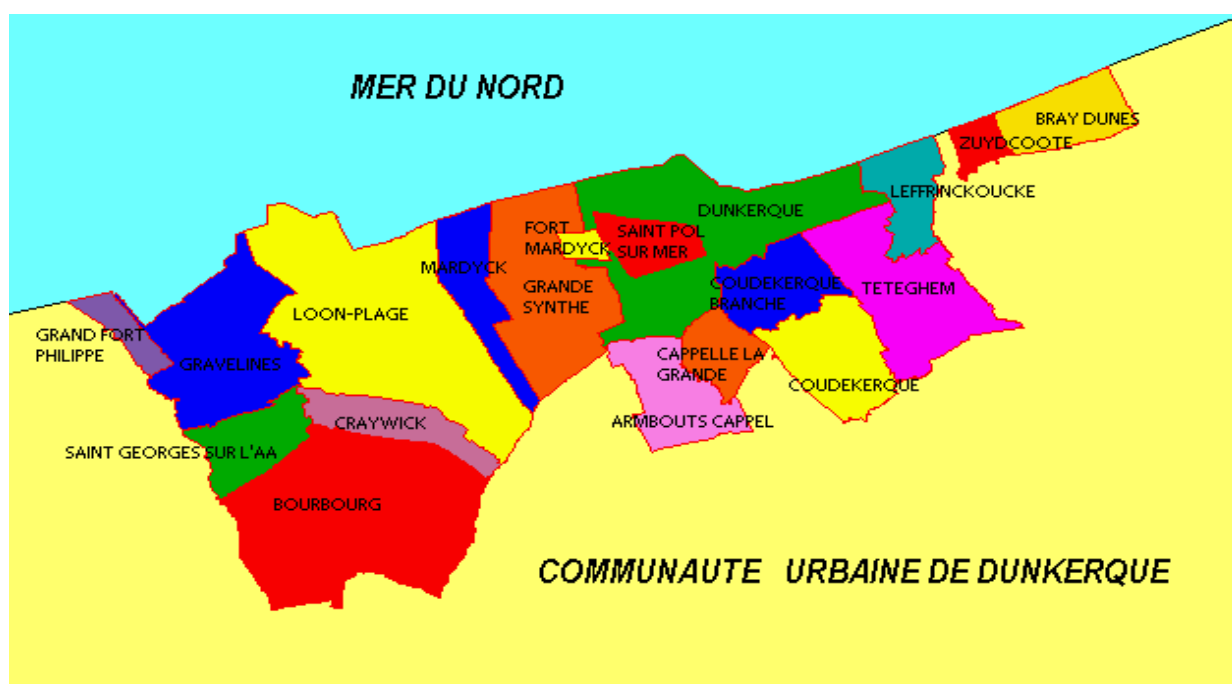 MER DU NORD
BRAY DUNES
ZUYDCOOTE
LEFFRINCKOUCKE
DUNKERQUE
FORT
MARDYCK
SAINT POL
SUR MER
MARDYCK
COUDEKERQUE
BRANCHE
TETEGHEM
GRANDE
SYNTHE
LOON-PLAGE
GRAND FORT
PHILIPPE
GRAVELINES
CAPPELLE LA
GRANDE
COUDEKERQUE
ARMBOUTS CAPPEL
CRAYWICK
SAINT GEORGES SUR L'AA
BOURBOURG
COMMUNAUTE URBAINE DE DUNKERQUE